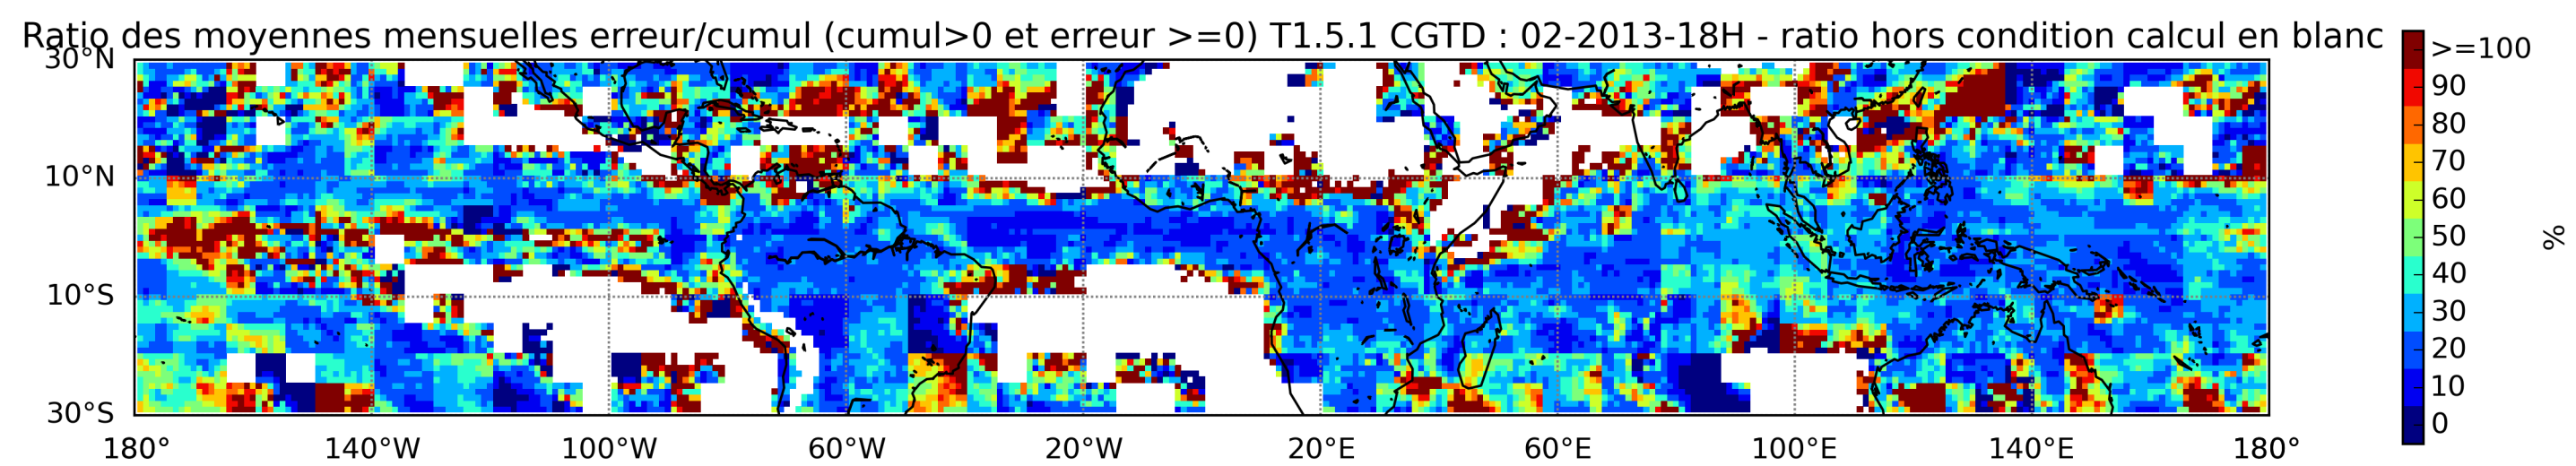 Ratio des moyennes mensuelles erreur/cumul (cumul>0 et erreur >=0) T1.5.1 CGTD : 02-2013-18H - ratio hors condition calcul en blanc
30°N
10°N
10°S
30°S
180°
140°W
100°W
60°W
20°W
20°E
60°E
100°E
140°E
180°
>=100
90
80
70
60
50
40
30
20
10
0
%